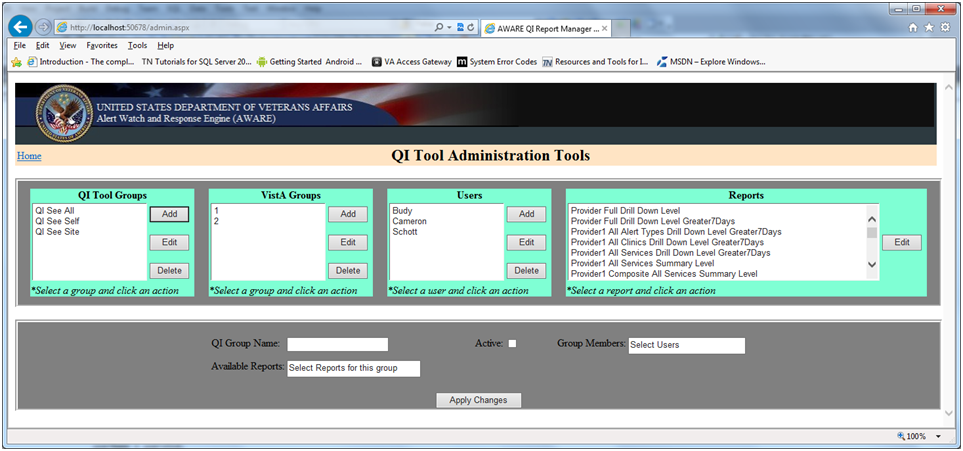 http://localhost:50678/admin.aspx
AWARE QI Report Manager ...
File Edit View Favorites Tools Help
Introduction - The compl... TN Tutorials for SQL Server 20... Getting Started Android ... VA Access Gateway System Error Codes Resources and Tools for I... MSDN – Explore Windows...
UNITED STATES DEPARTMENT OF VETERANS AFFAIRS
Alert Watch and Response Engine (AWARE)
Home
QI Tool Administration Tools
QI Tool Groups
QI See All
QI See Self
QI See Site
Add
Edit
Delete
*Select a group and click an action
VistA Groups
1
2
Add
Edit
Delete
*Select a group and click an action
Users
Budy
Cameron
Schott
Add
Edit
Delete
*Select a user and click an action
Reports
Provider Full Drill Down Level
Provider Full Drill Down Level Greater7Days
Provider1 All Alert Types Drill Down Level Greater7Days
Provider1 All Clinics Drill Down Level Greater7Days
Provider1 All Services Drill Down Level Greater7Days
Provider1 All Services Summary Level
Provider1 Composite All Services Summary Level
Edit
*Select a report and click an action
QI Group Name: Active: Group Members: Select Users
Available Reports: Select Reports for this group
Apply Changes
100%